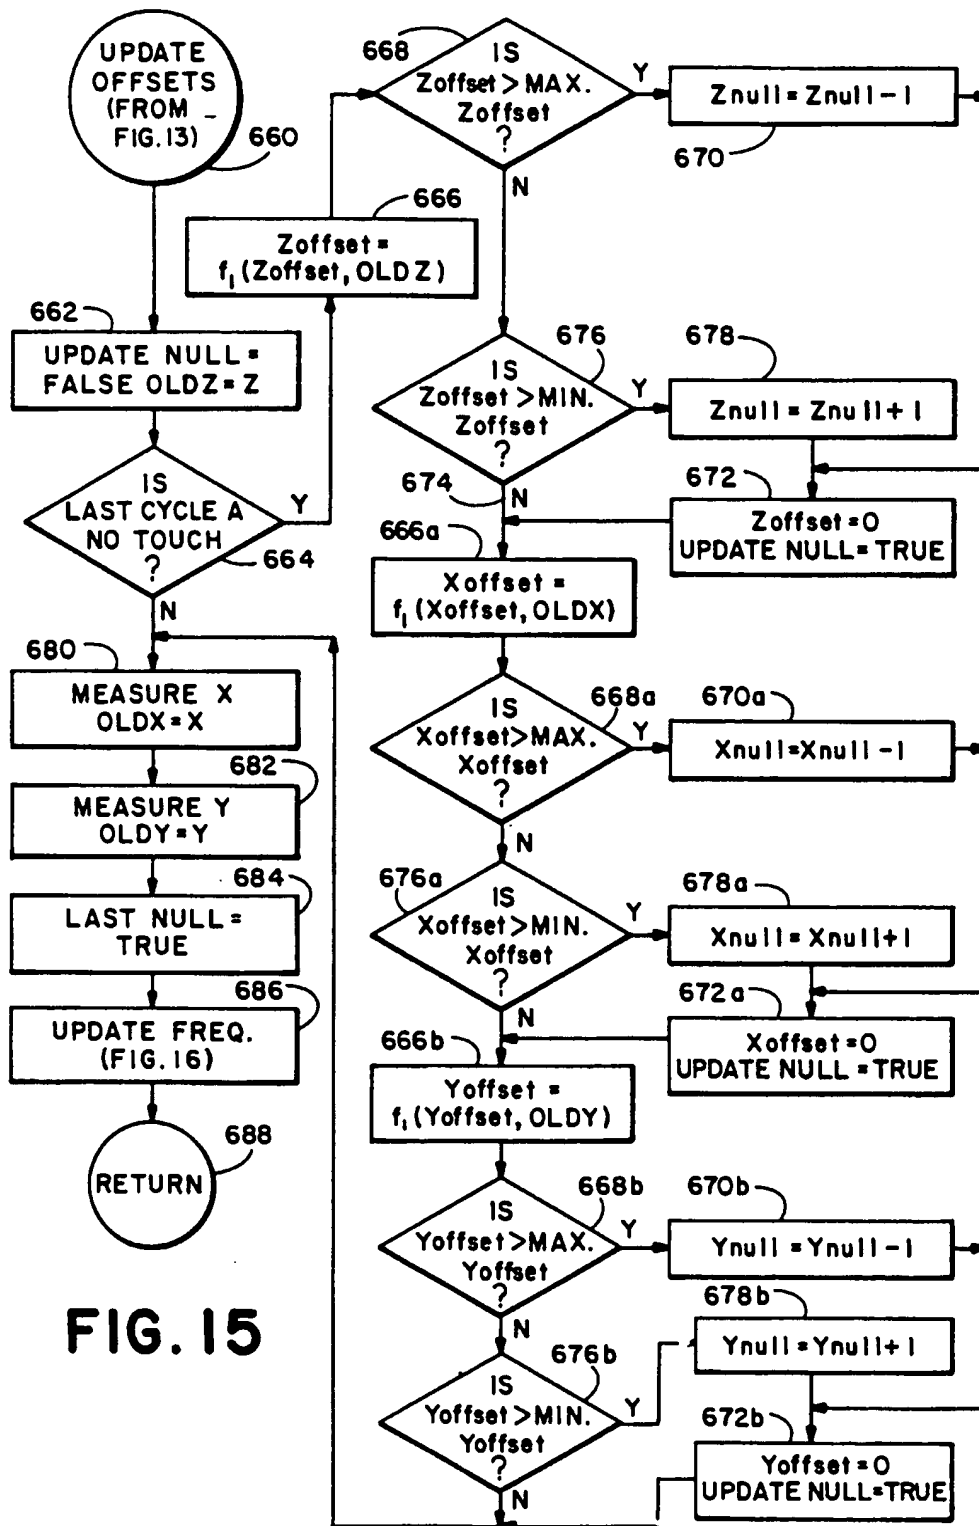 UPDATE
OFFSETS
(FROM
FIG.13)
660
662
UPDATE NULL =
FALSE OLDZ = Z
IS
LAST CYCLE A
NO TOUCH
?
Y
664
N
680
MEASURE X
OLDX = X
682
MEASURE Y
OLDY = Y
684
LAST NULL =
TRUE
686
UPDATE FREQ.
(FIG.16)
688
RETURN
FIG. 15
666
Zoffset =
f₁ (Zoffset, OLDZ)
668
IS
Zoffset > MAX.
Zoffset
?
Y
N
Znull = Znull - 1
670
676
IS
Zoffset > MIN.
Zoffset
?
Y
674
N
678
Znull = Znull + 1
672
Zoffset = 0
UPDATE NULL = TRUE
666a
Xoffset =
f₁ (Xoffset, OLDX)
668a
IS
Xoffset > MAX.
Xoffset
?
Y
N
670a
Xnull = Xnull - 1
676a
IS
Xoffset > MIN.
Xoffset
?
Y
N
678a
Xnull = Xnull + 1
672a
Xoffset = 0
UPDATE NULL = TRUE
666b
Yoffset =
f₁ (Yoffset, OLDY)
668b
IS
Yoffset > MAX.
Yoffset
?
Y
N
670b
Ynull = Ynull - 1
676b
IS
Yoffset > MIN.
Yoffset
?
Y
N
678b
Ynull = Ynull + 1
672b
Yoffset = 0
UPDATE NULL = TRUE